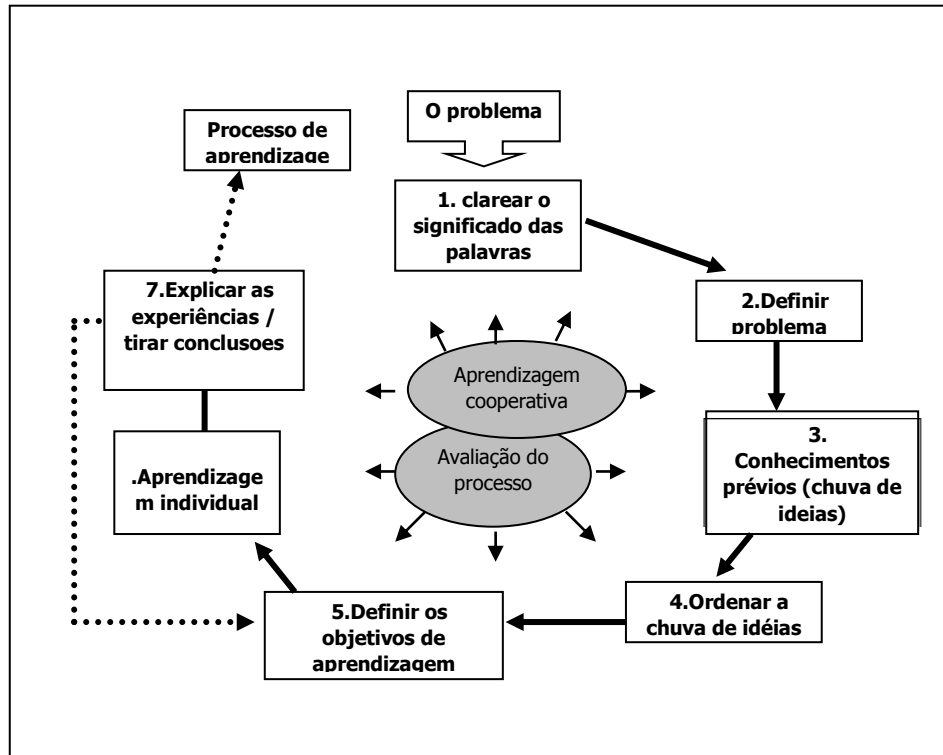 O problema
Processo de
aprendizage
1. clarear o
significado das
palavras
2.Definir
problema
3.
Conhecimentos
prévios (chuva de
ideias)
4.Ordenar a
chuva de idéias
5.Definir os
objetivos de
aprendizagem
.Aprendizage
m individual
7.Explicar as
experiências /
tirar conclusoes
Aprendizagem
cooperativa
Avaliação do
processo